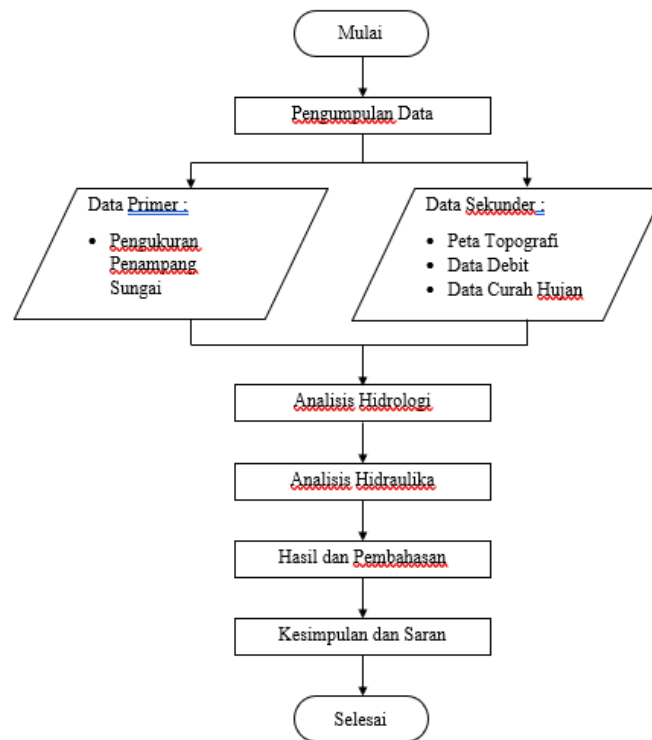 Mulai
Pengumpulan Data
Data Primer :
• Pengukuran
Penampang
Sungai
Data Sekunder :
• Peta Topografi
• Data Debit
• Data Curah Hujan
Analisis Hidrologi
Analisis Hidraulika
Hasil dan Pembahasan
Kesimpulan dan Saran
Selesai